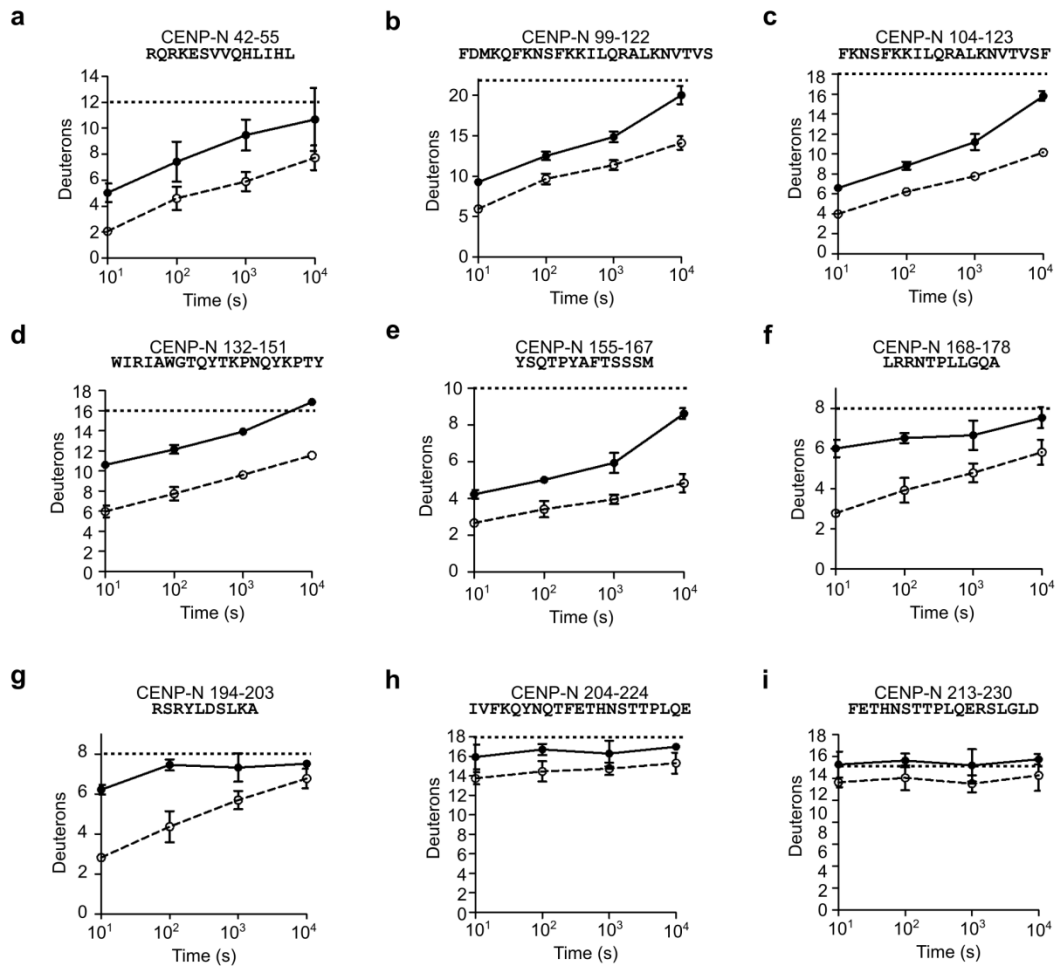 a
CENP-N 42-55
RQRKESVVQHLIHL
14
12
10
8
6
4
2
0
Deuterons
10¹ 10² 10³ 10⁴
Time (s)
b
CENP-N 99-122
FDMKQFKNSFKKILQRALKNVTVS
20
15
10
5
0
Deuterons
10¹ 10² 10³ 10⁴
Time (s)
c
CENP-N 104-123
FKNSFKKILQRALKNVTVSF
18
16
14
12
10
8
6
4
2
0
Deuterons
10¹ 10² 10³ 10⁴
Time (s)
d
CENP-N 132-151
WIRIAWGTQYTKPNQYKPTY
18
16
14
12
10
8
6
4
2
0
Deuterons
10¹ 10² 10³ 10⁴
Time (s)
e
CENP-N 155-167
YSQTPYAFTSSSM
10
8
6
4
2
0
Deuterons
10¹ 10² 10³ 10⁴
Time (s)
f
CENP-N 168-178
LRRNTPLLGQA
8
6
4
2
0
Deuterons
10¹ 10² 10³ 10⁴
Time (s)
g
CENP-N 194-203
RSRYLDSLKA
8
6
4
2
0
Deuterons
10¹ 10² 10³ 10⁴
Time (s)
h
CENP-N 204-224
IVFKQYNQTFETHNSTTPLQE
18
16
14
12
10
8
6
4
2
0
Deuterons
10¹ 10² 10³ 10⁴
Time (s)
i
CENP-N 213-230
FETHNSTTPLQERSLGLD
18
16
14
12
10
8
6
4
2
0
Deuterons
10¹ 10² 10³ 10⁴
Time (s)